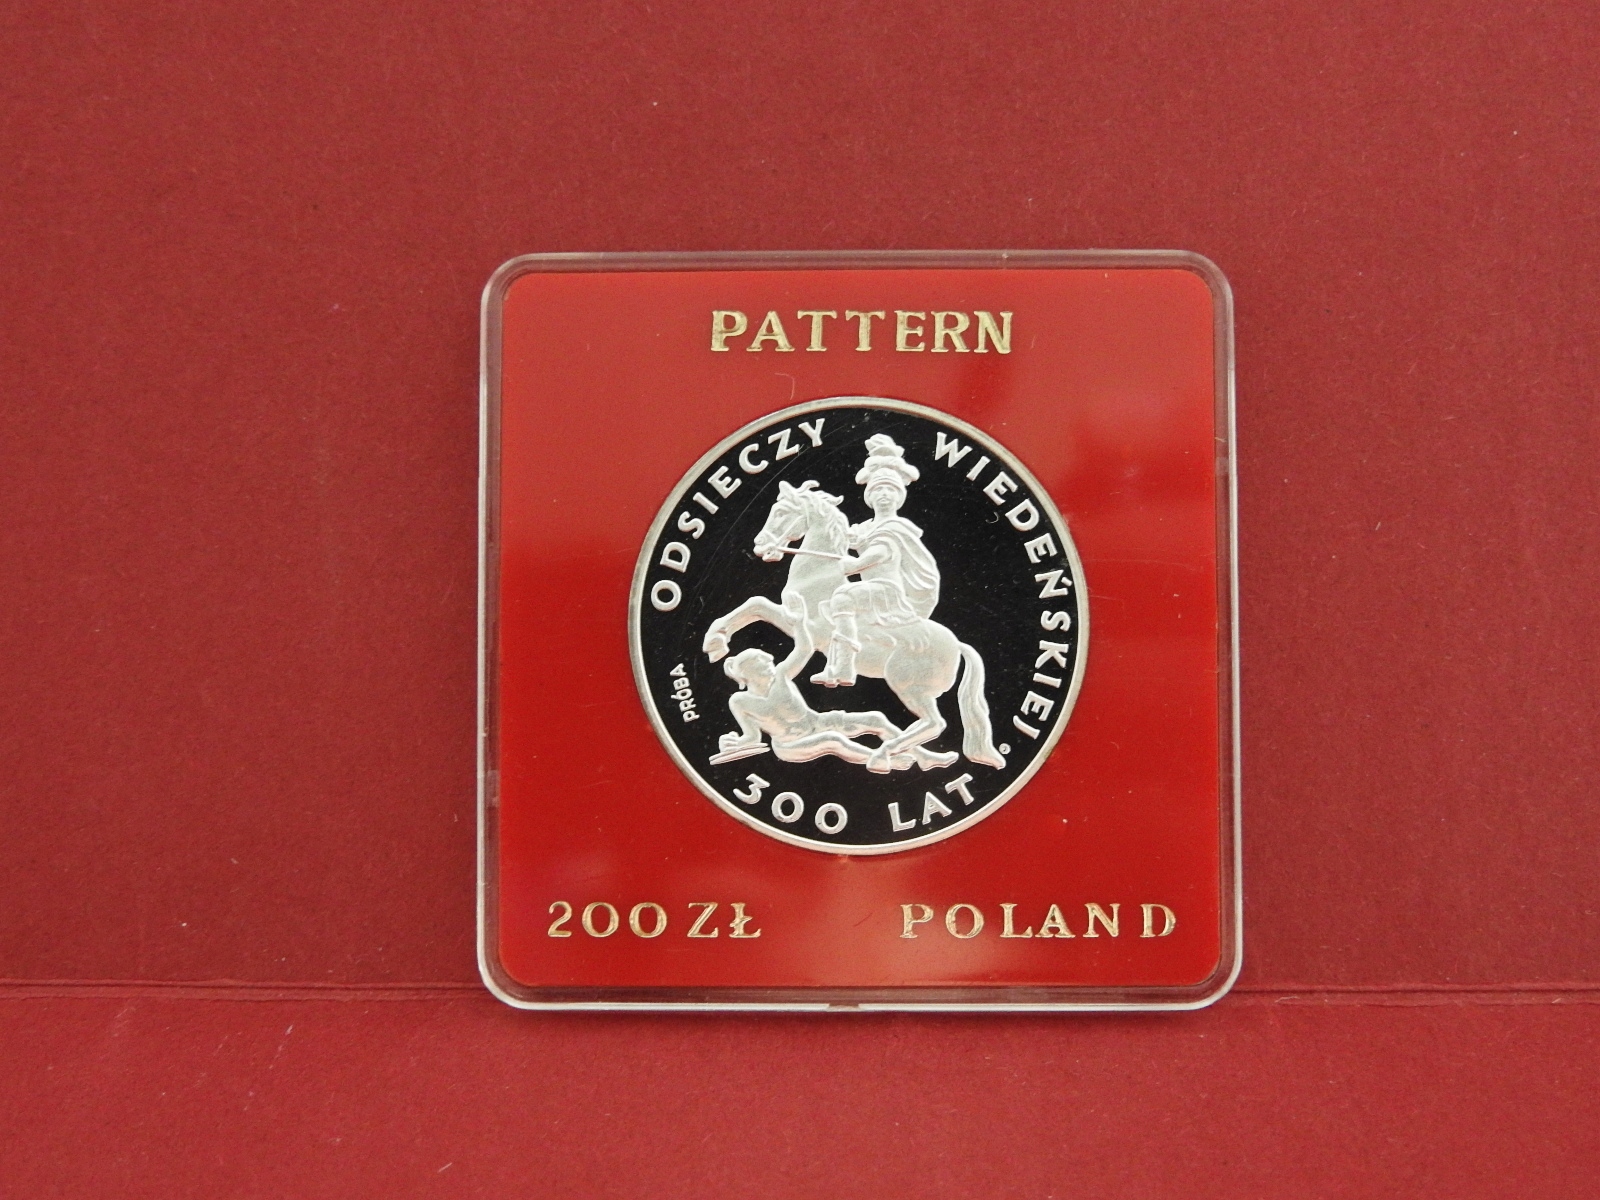 PATTERN
ODSIECZY WIEDEŃSKIEJ
PRÓBA
300 LAT
200 ZŁ POLAND